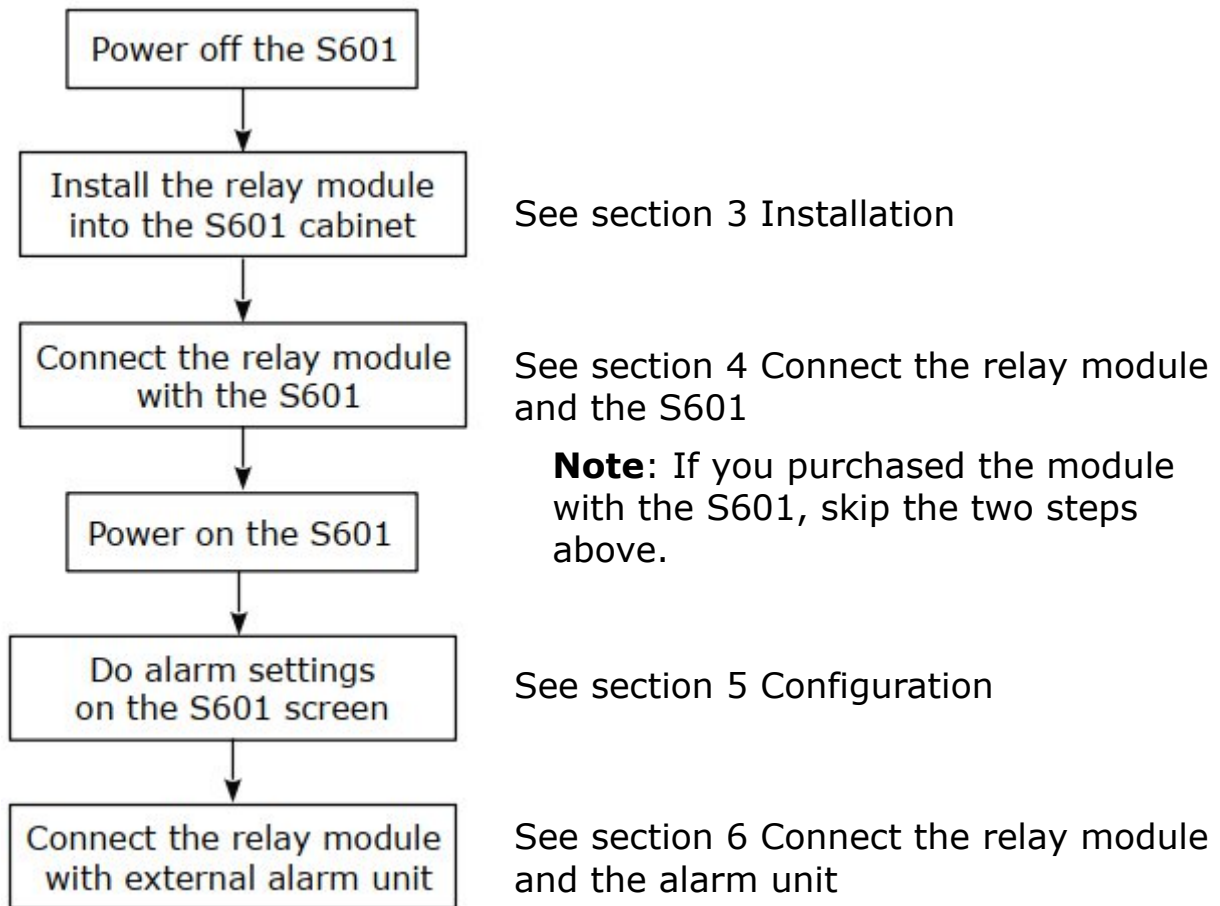 Power off the S601
Install the relay module
into the S601 cabinet
See section 3 Installation
Connect the relay module
with the S601
See section 4 Connect the relay module
and the S601
Note: If you purchased the module
with the S601, skip the two steps
above.
Power on the S601
Do alarm settings
on the S601 screen
See section 5 Configuration
Connect the relay module
with external alarm unit
See section 6 Connect the relay module
and the alarm unit